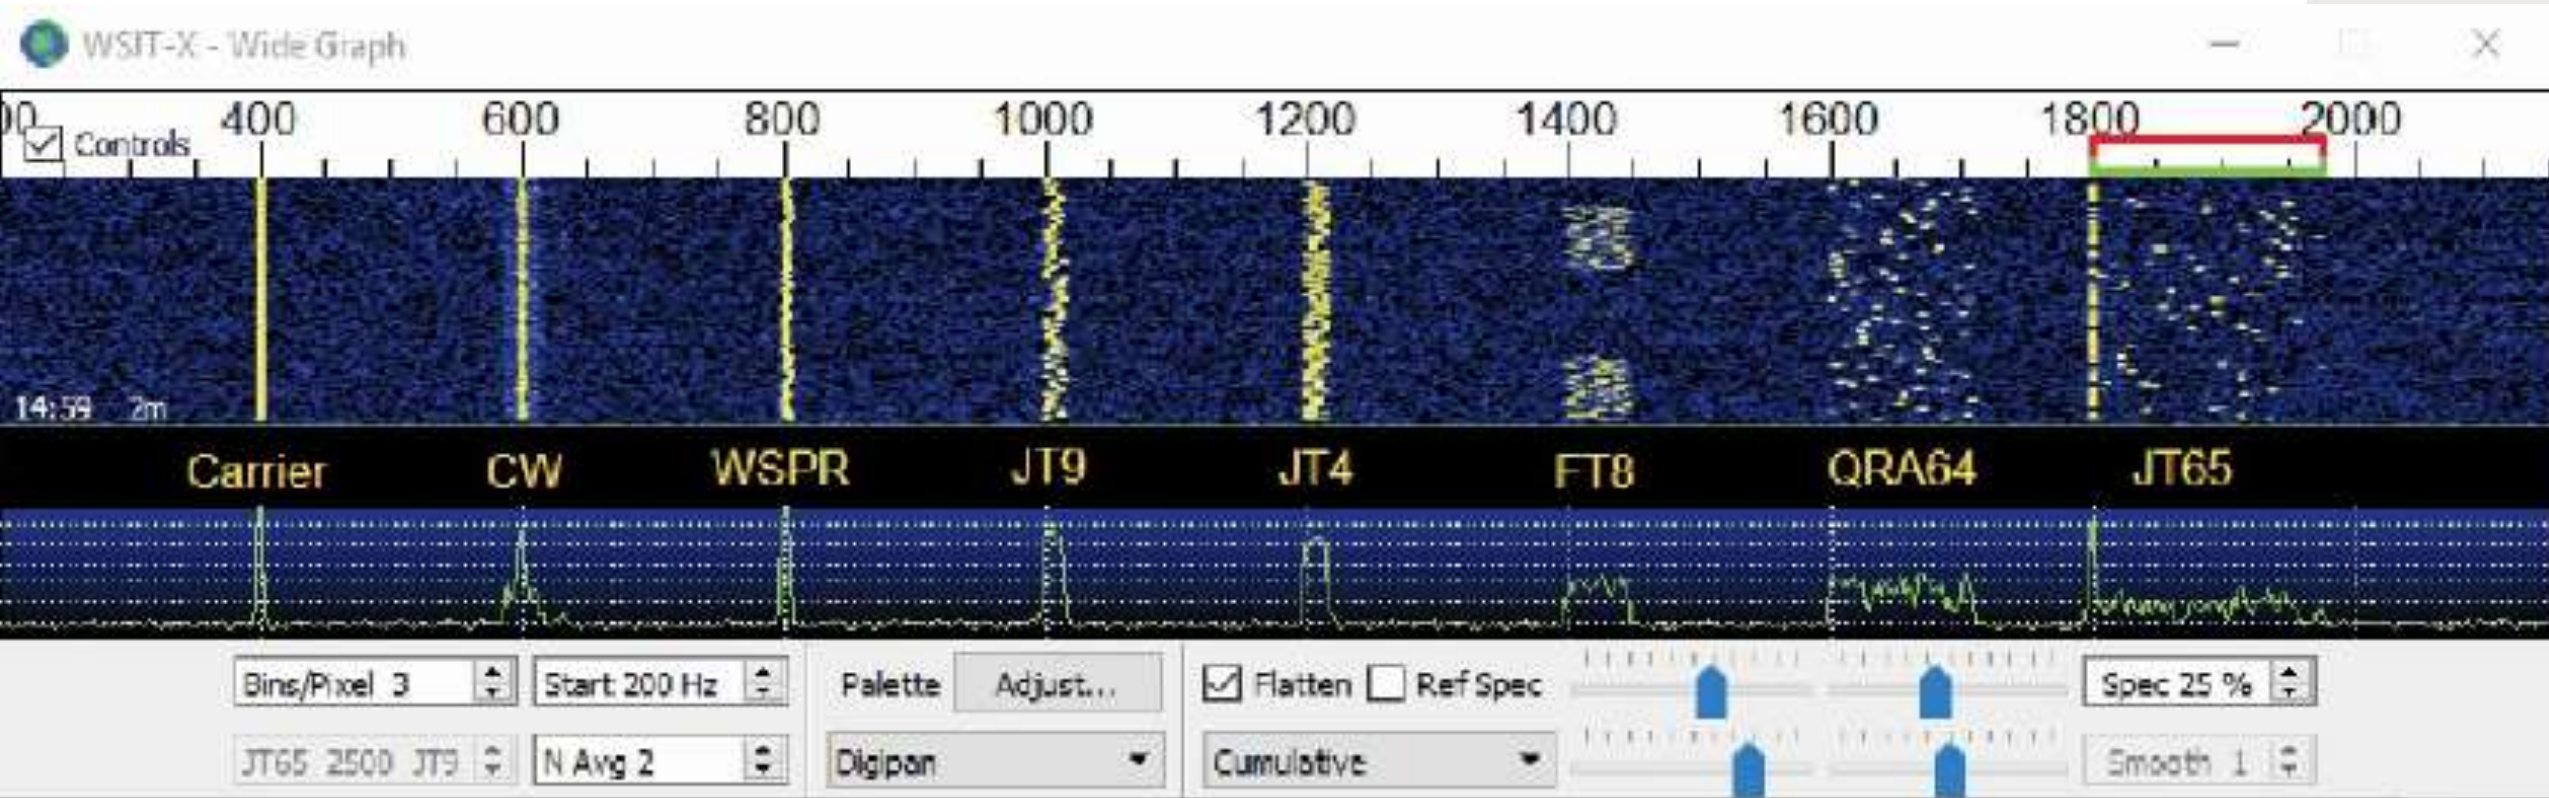 WSJT-X - Wide Graph
400 600 800 1000 1200 1400 1600 1800 2000
Controls
14:59 2m
Carrier CW WSPR JT9 JT4 FT8 QRA64 JT65
Bins/Pixel 3 Start 200 Hz Palette Adjust... Flatten Ref Spec Spec 25 %
JT65 2500 JT9 N Avg 2 Digipan Cumulative Smooth 1